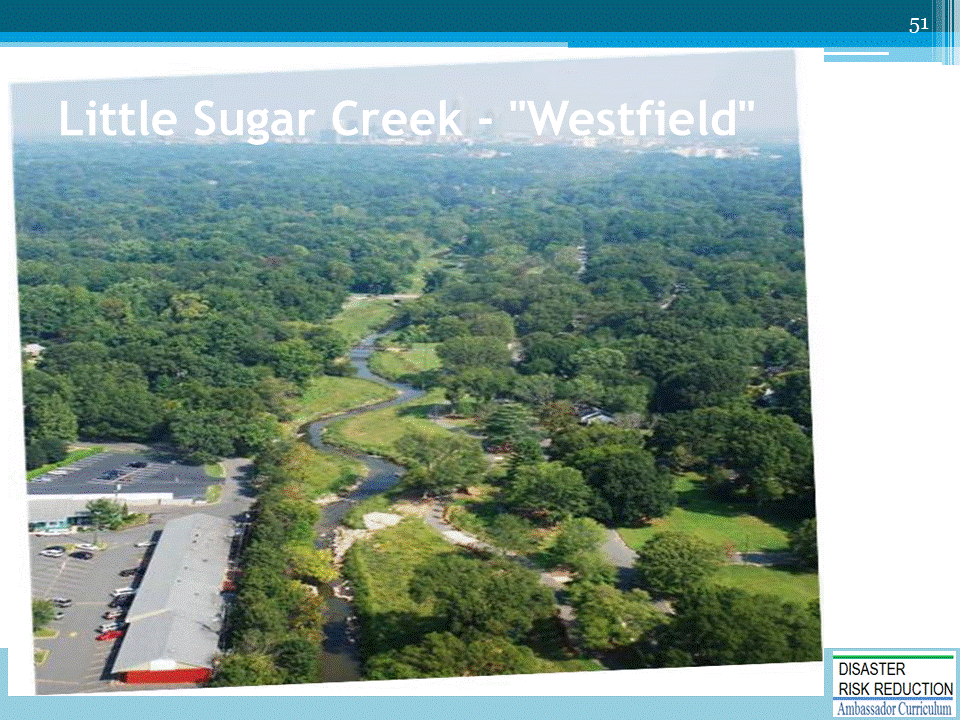 51
Little Sugar Creek - "Westfield"
DISASTER
RISK REDUCTION
Ambassador Curriculum